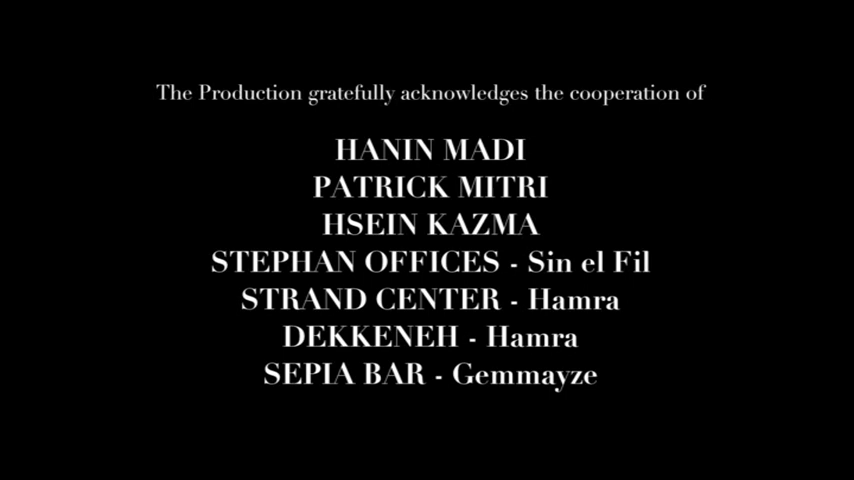 The Production gratefully acknowledges the cooperation of
HANIN MADI
PATRICK MITRI
HSEIN KAZMA
STEPHAN OFFICES - Sin el Fil
STRAND CENTER - Hamra
DEKKENEH - Hamra
SEPIA BAR - Gemmayze